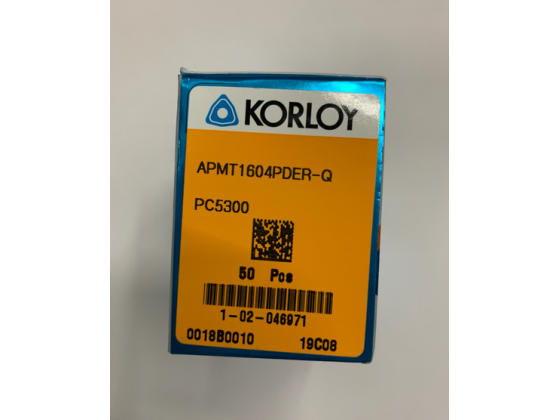 KORLOY
APMT1604PDER-Q
PC5300
50 Pcs
1-02-046971
0018B0010 19C08